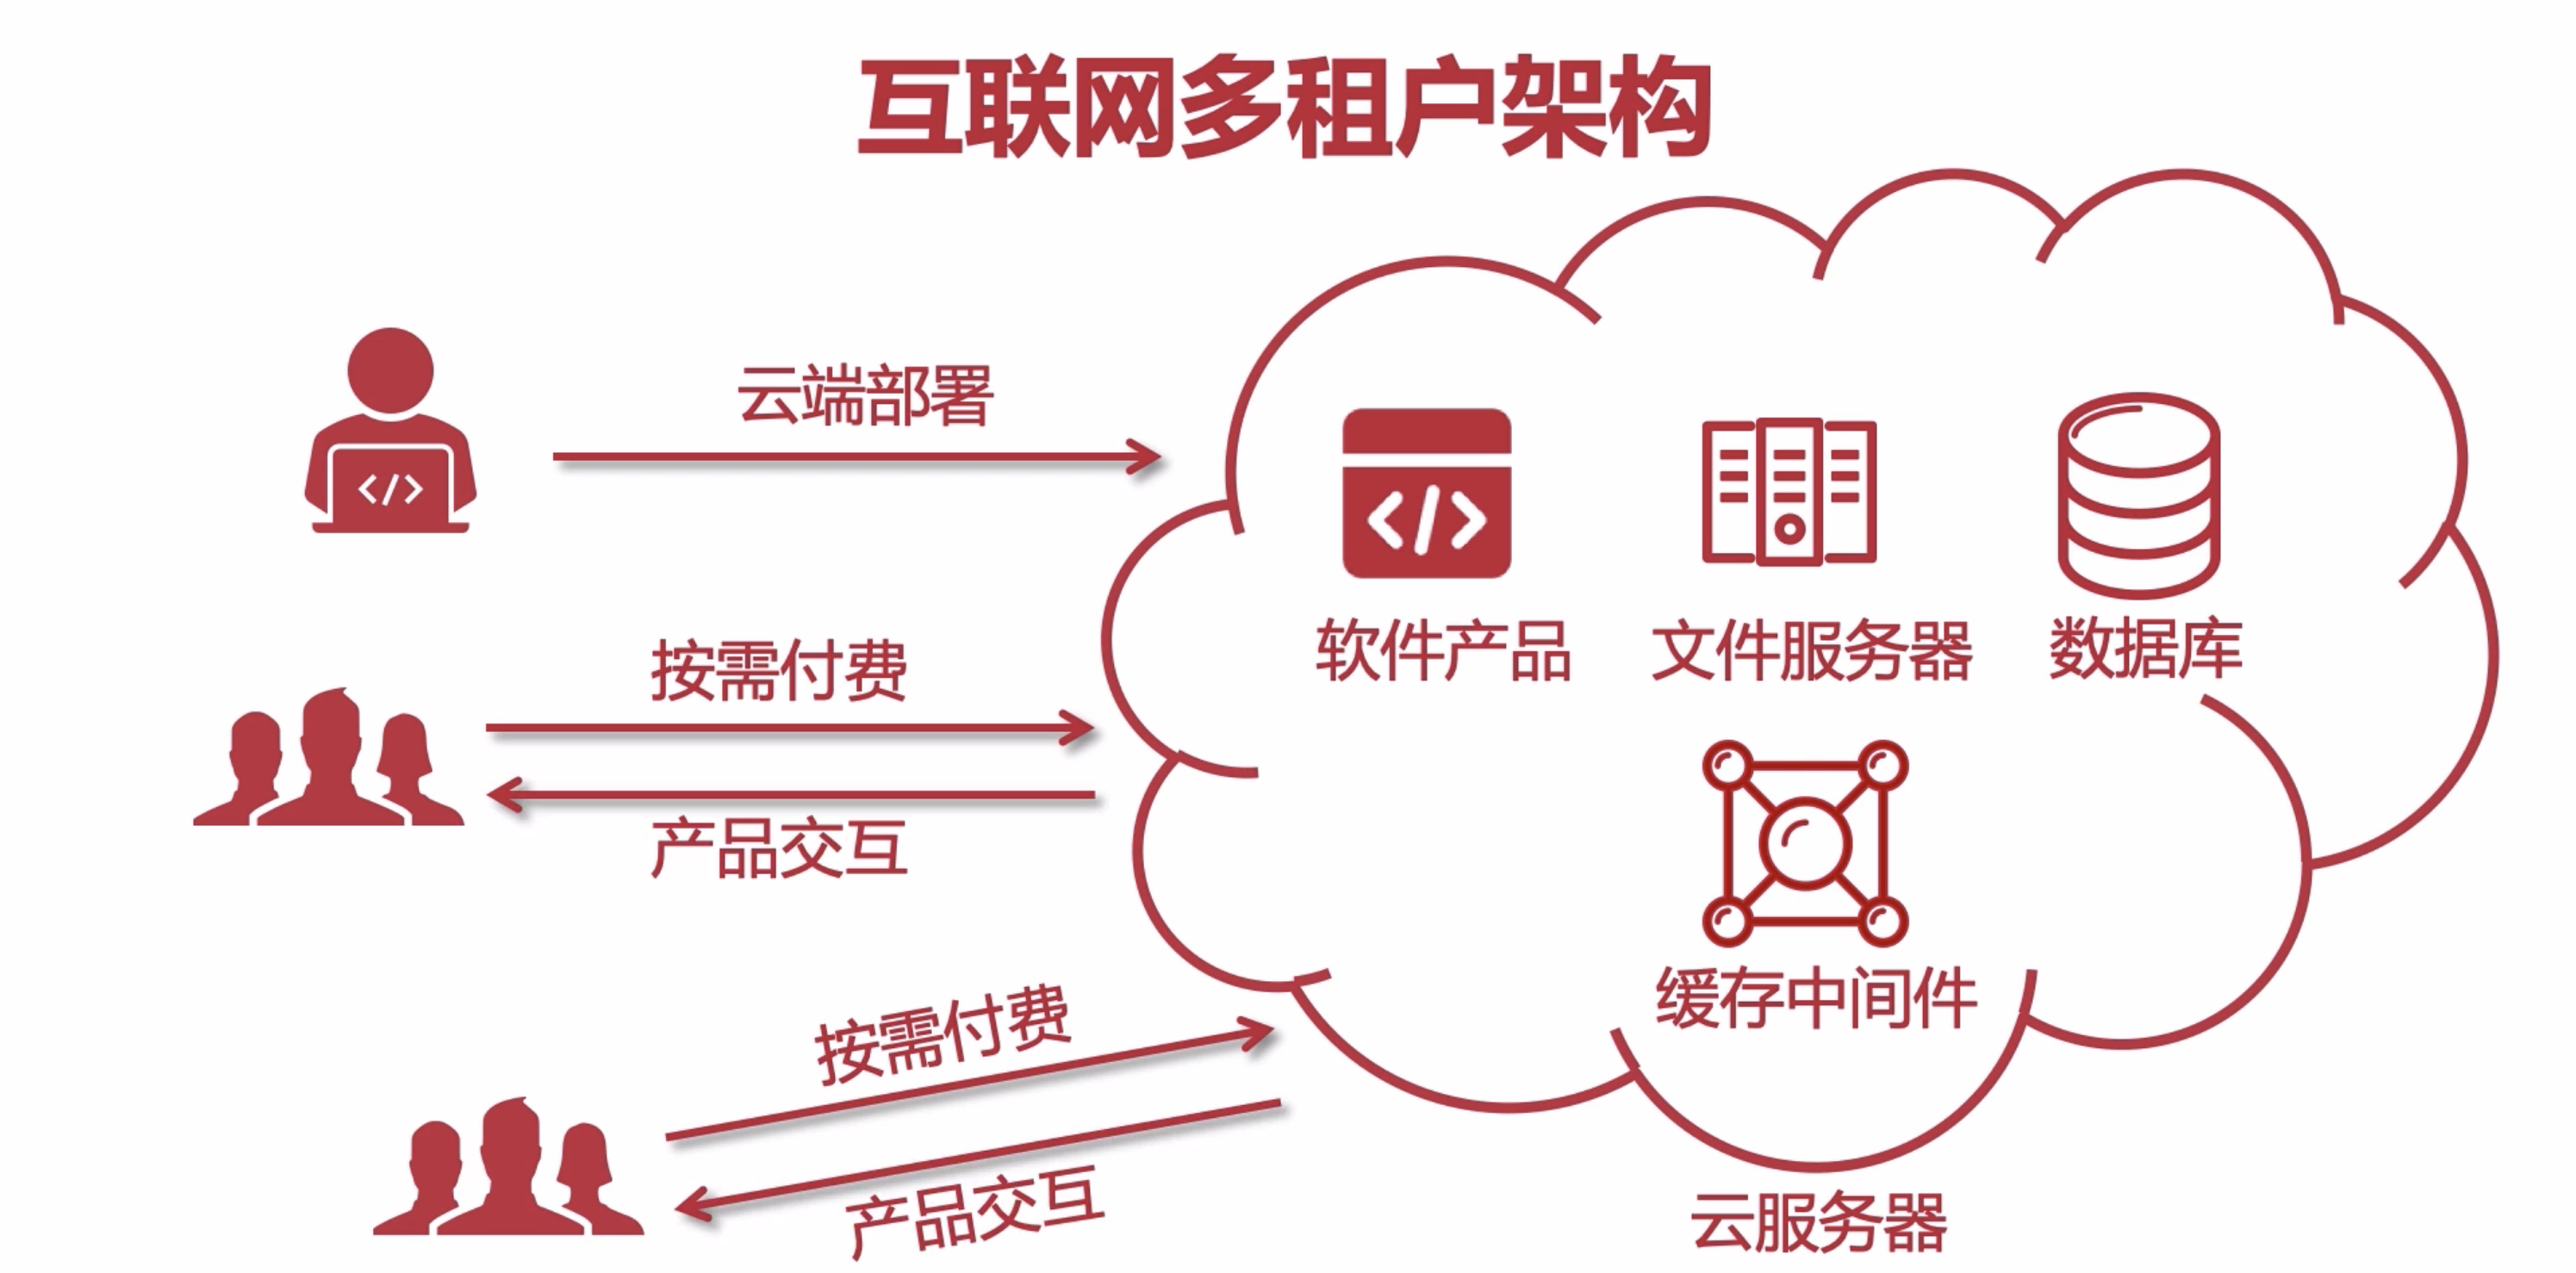 互联网多租户架构
云端部署
按需付费
产品交互
按需付费
产品交互
</>
</>
软件产品
文件服务器
数据库
缓存中间件
云服务器